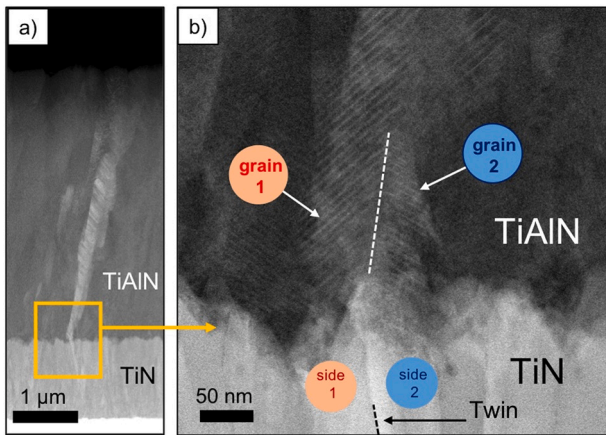 a)
TiAlN
TiN
1 µm
b)
grain
1
grain
2
TiAlN
side
1
side
2
TiN
50 nm
Twin